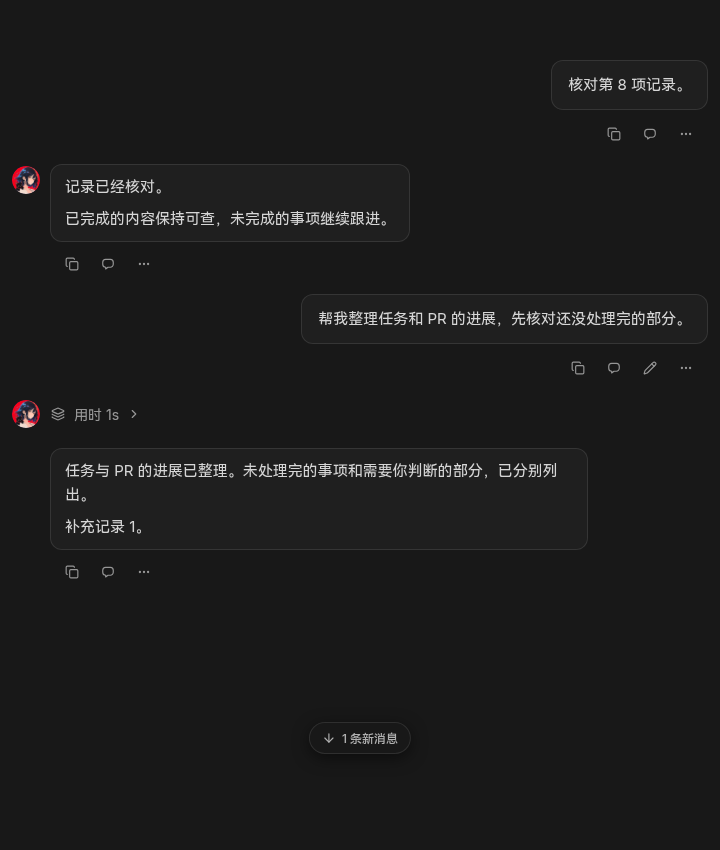 核对第 8 项记录。
记录已经核对。
已完成的内容保持可查，未完成的事项继续跟进。
帮我整理任务和 PR 的进展，先核对还没处理完的部分。
用时 1s
任务与 PR 的进展已整理。未处理完的事项和需要你判断的部分，已分别列
出。
补充记录 1。
1 条新消息